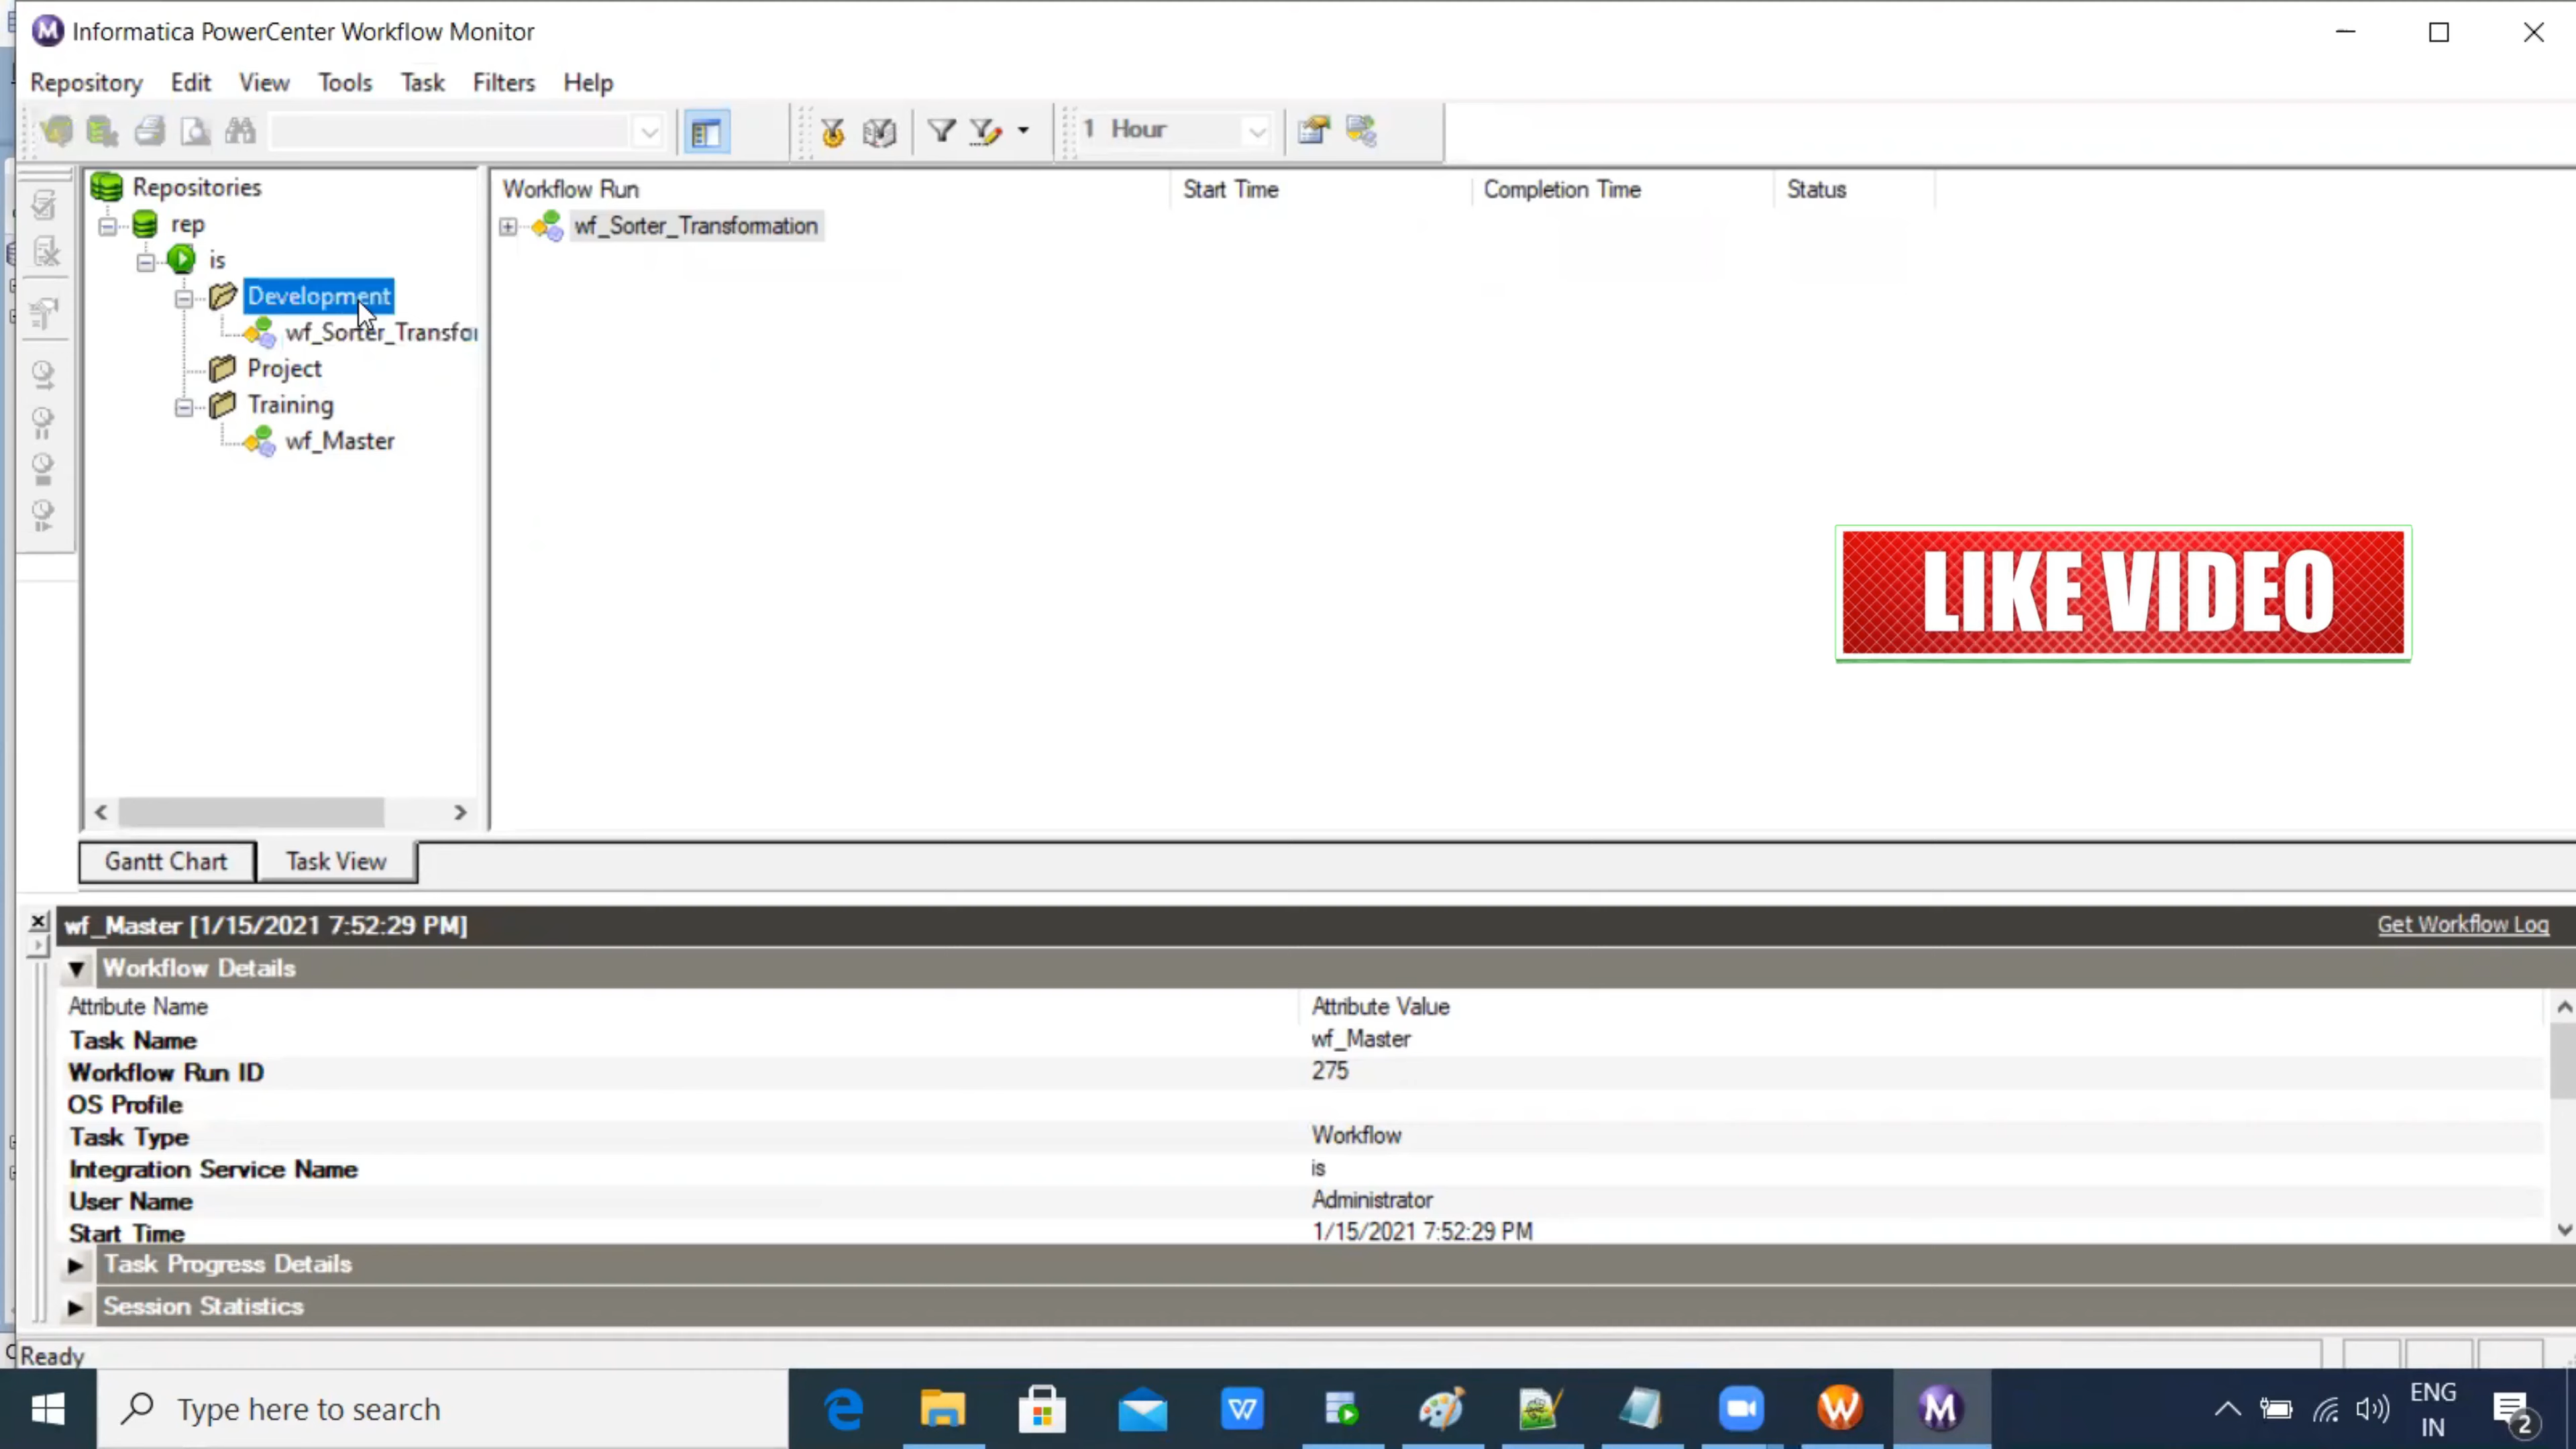 Informatica PowerCenter Workflow Monitor
Repository Edit View Tools Task Filters Help
1 Hour
Repositories
rep
is
Development
wf_Sorter_Transfor
Project
Training
wf_Master
Workflow Run Start Time Completion Time Status
wf_Sorter_Transformation
LIKE VIDEO
Gantt Chart Task View
wf_Master [1/15/2021 7:52:29 PM] Get Workflow Log
Workflow Details
Attribute Name Attribute Value
Task Name wf_Master
Workflow Run ID 275
OS Profile
Task Type Workflow
Integration Service Name is
User Name Administrator
Start Time 1/15/2021 7:52:29 PM
Task Progress Details
Session Statistics
Ready
Type here to search
ENG
IN
2